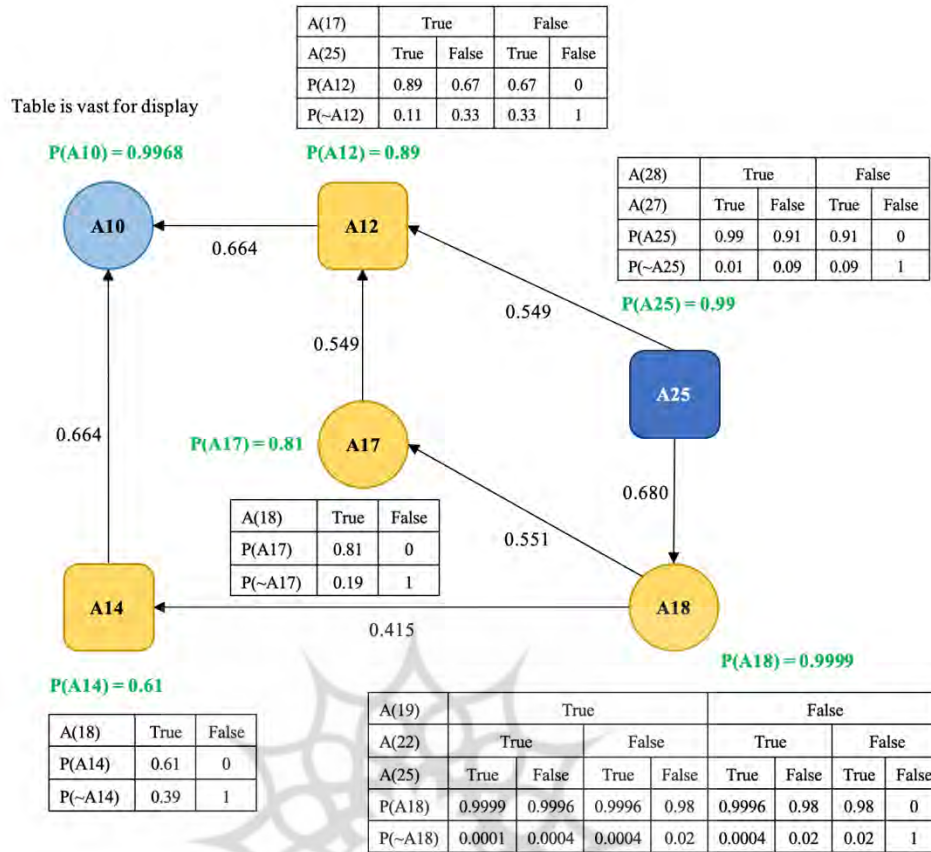 A(17) True False
A(25) True False True False
P(A12) 0.89 0.67 0.67 0
P(~A12) 0.11 0.33 0.33 1
Table is vast for display
P(A10) = 0.9968
P(A12) = 0.89
A(28) True False
A(27) True False True False
P(A25) 0.99 0.91 0.91 0
P(~A25) 0.01 0.09 0.09 1
P(A25) = 0.99
A10
A12
0.664
0.549
0.549
A25
0.664
P(A17) = 0.81
A17
0.680
A(18) True False
P(A17) 0.81 0
P(~A17) 0.19 1
0.551
A14
A18
0.415
P(A14) = 0.61
P(A18) = 0.9999
A(18) True False
P(A14) 0.61 0
P(~A14) 0.39 1
A(19) True False
A(22) True False True False
A(25) True False True False True False True False
P(A18) 0.9999 0.9996 0.9996 0.98 0.9996 0.98 0.98 0
P(~A18) 0.0001 0.0004 0.0004 0.02 0.0004 0.02 0.02 1